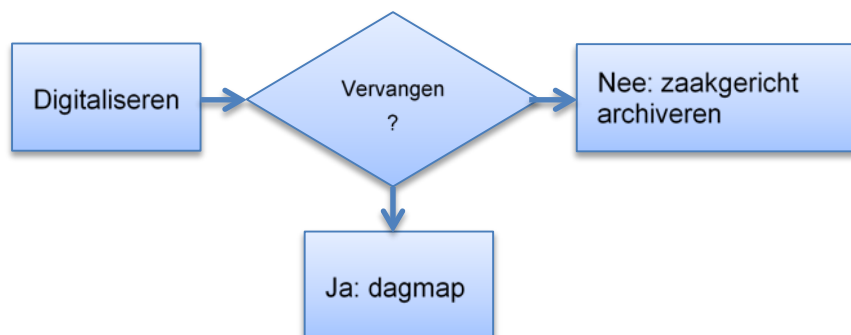 Digitaliseren
Vervangen
?
Nee: zaakgericht
archiveren
Ja: dagmap